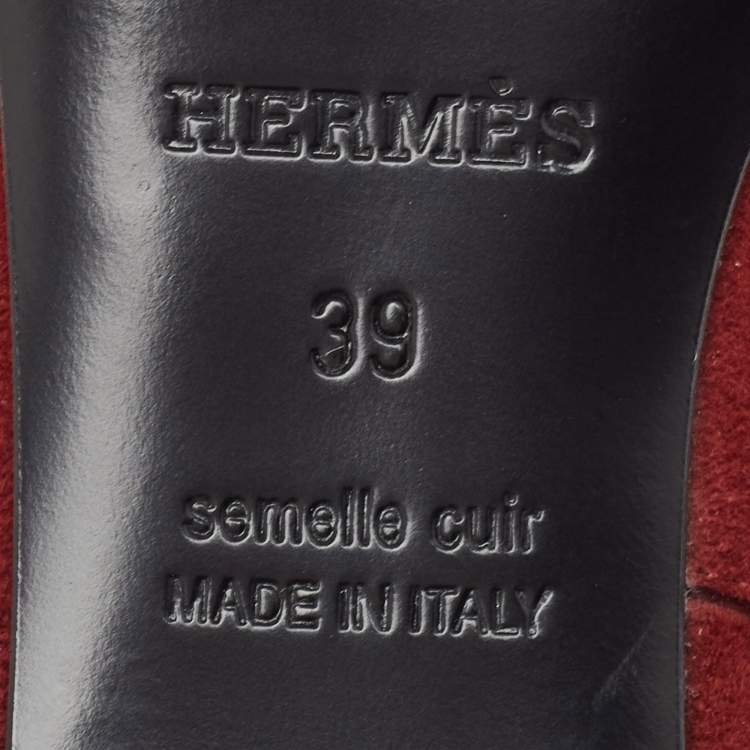 HERMÈS
39
semelle cuir
MADE IN ITALY